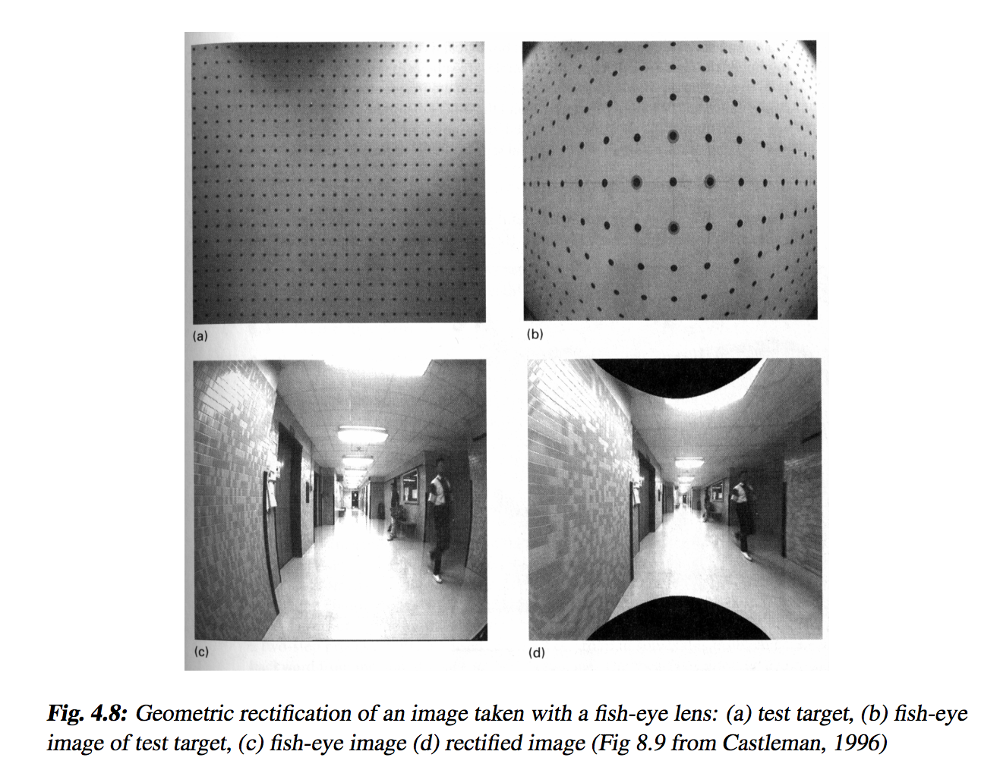 (a)
(b)
(c)
(d)
Fig. 4.8: Geometric rectification of an image taken with a fish-eye lens: (a) test target, (b) fish-eye
image of test target, (c) fish-eye image (d) rectified image (Fig 8.9 from Castleman, 1996)